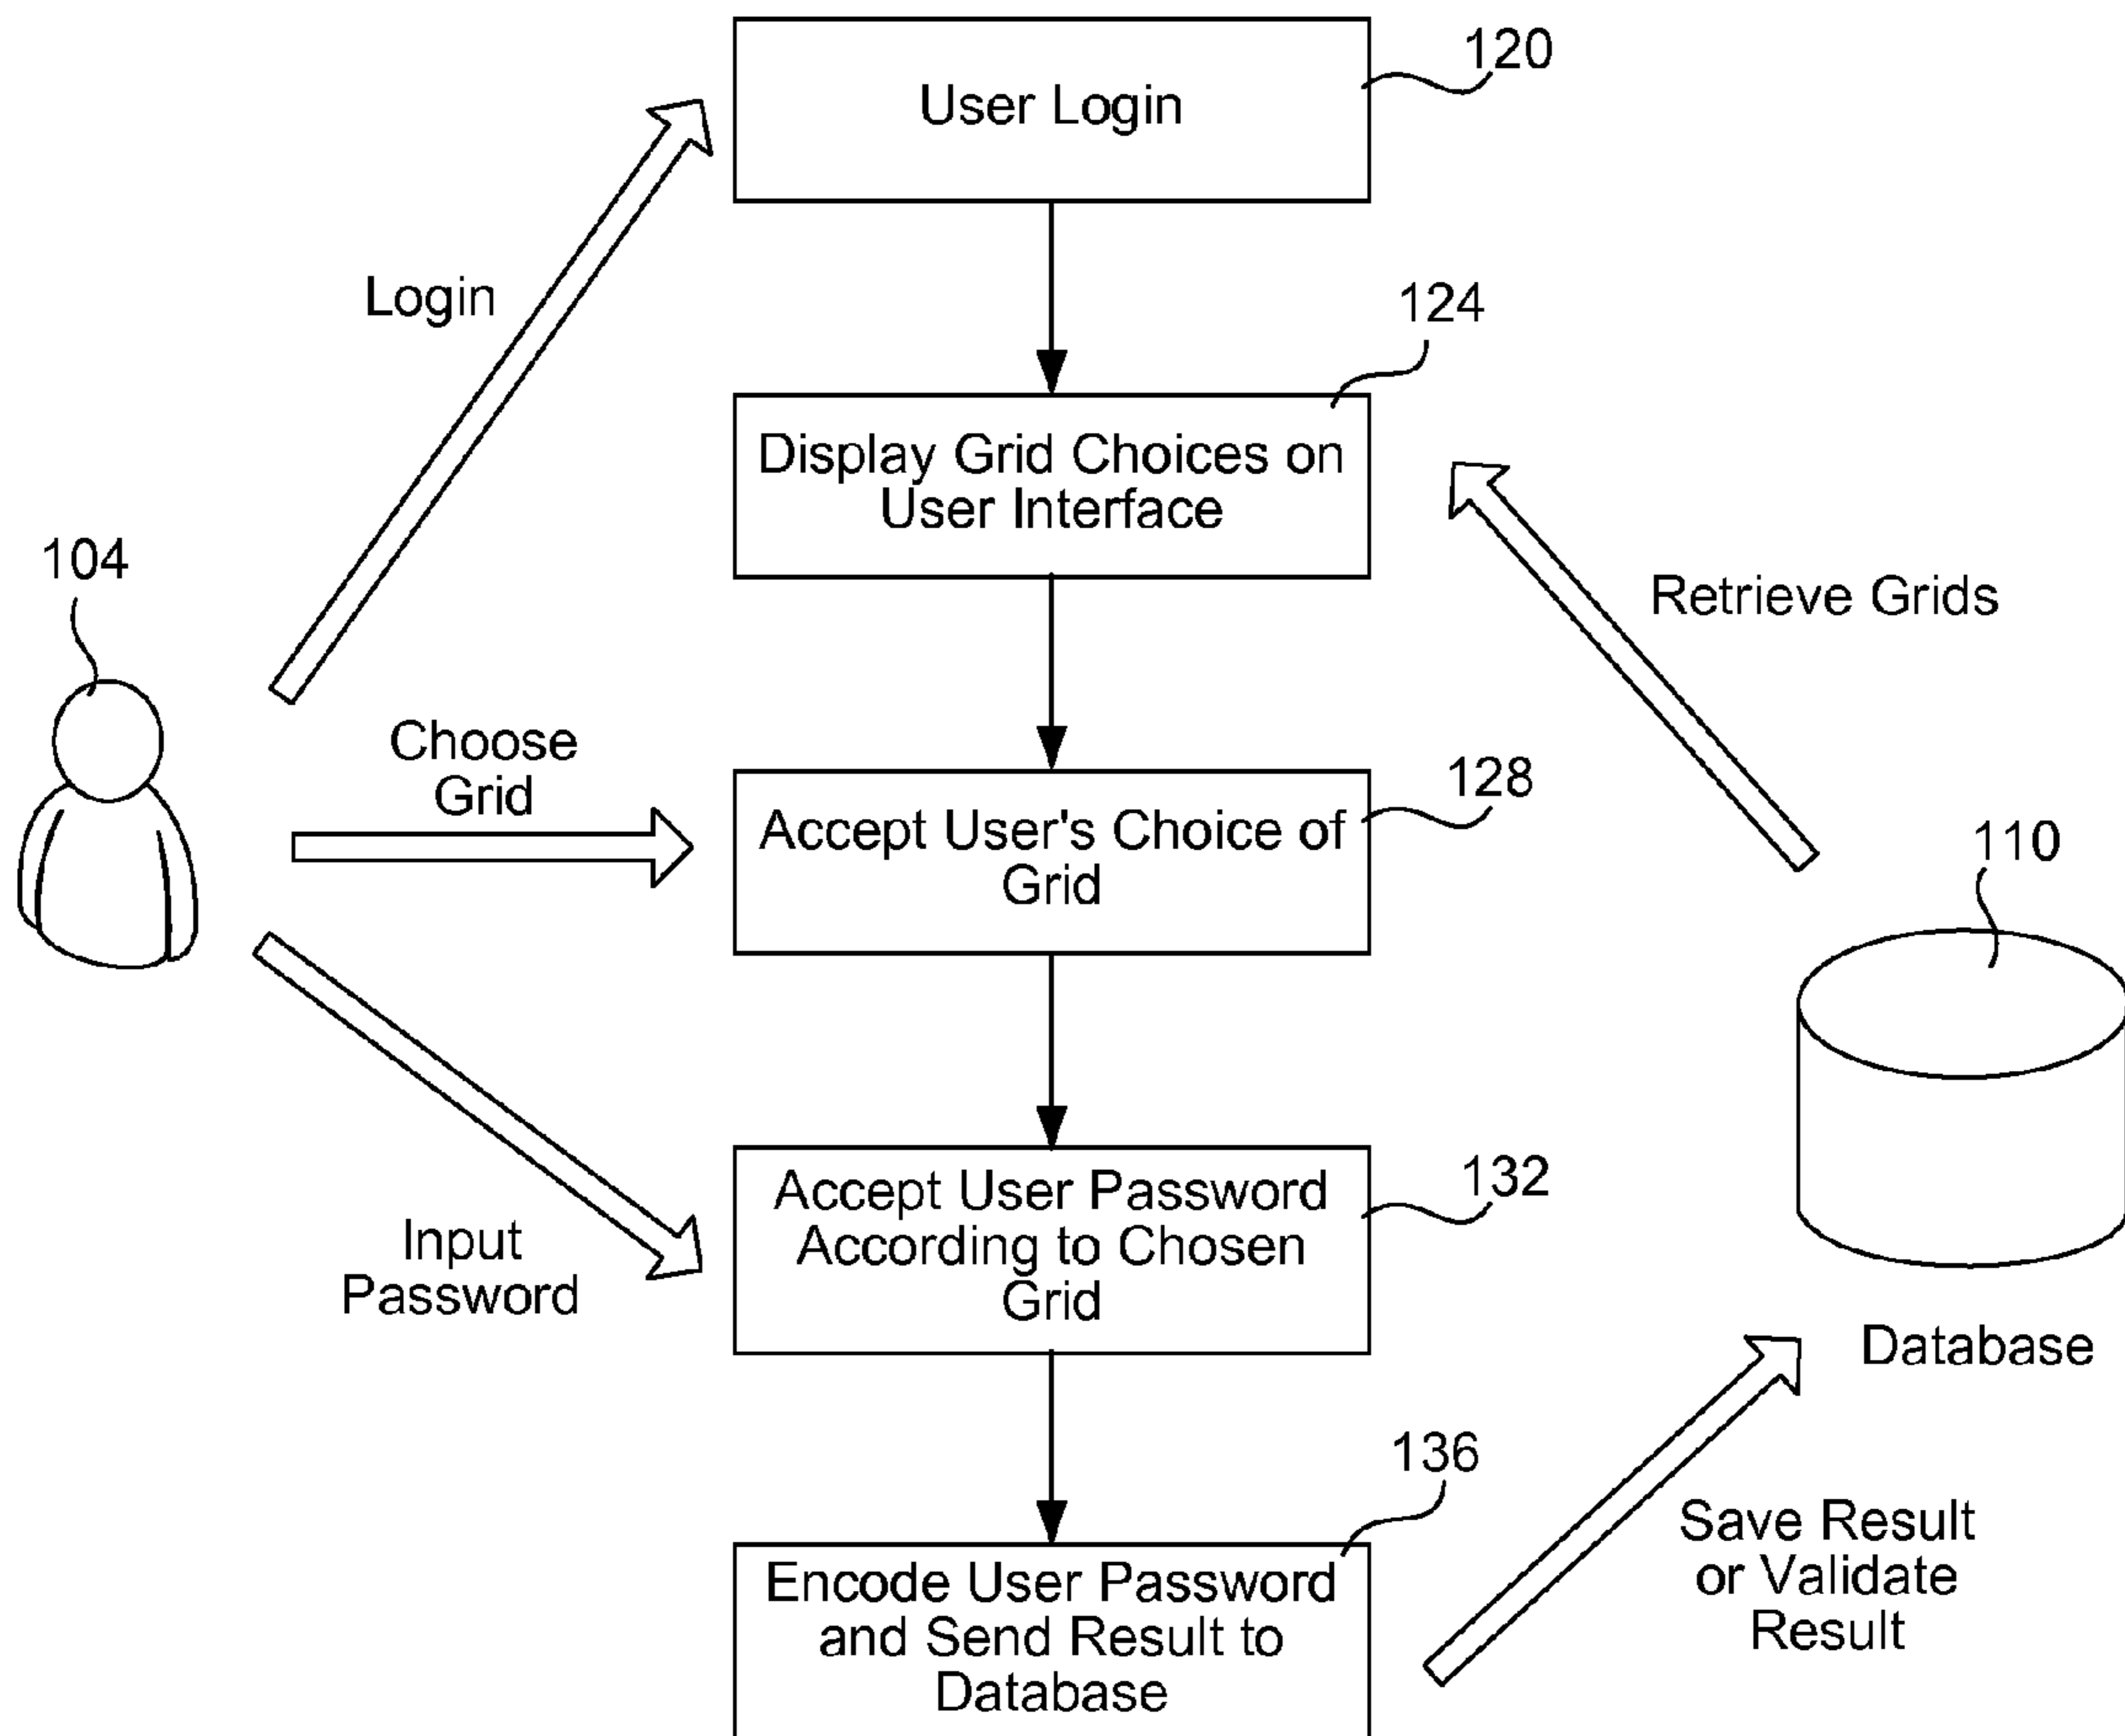 120
User Login
Login
124
Display Grid Choices on
User Interface
104
Retrieve Grids
Choose
Grid
128
Accept User's Choice of
Grid
110
132
Accept User Password
According to Chosen
Grid
Input
Password
Database
136
Encode User Password
and Send Result to
Database
Save Result
or Validate
Result